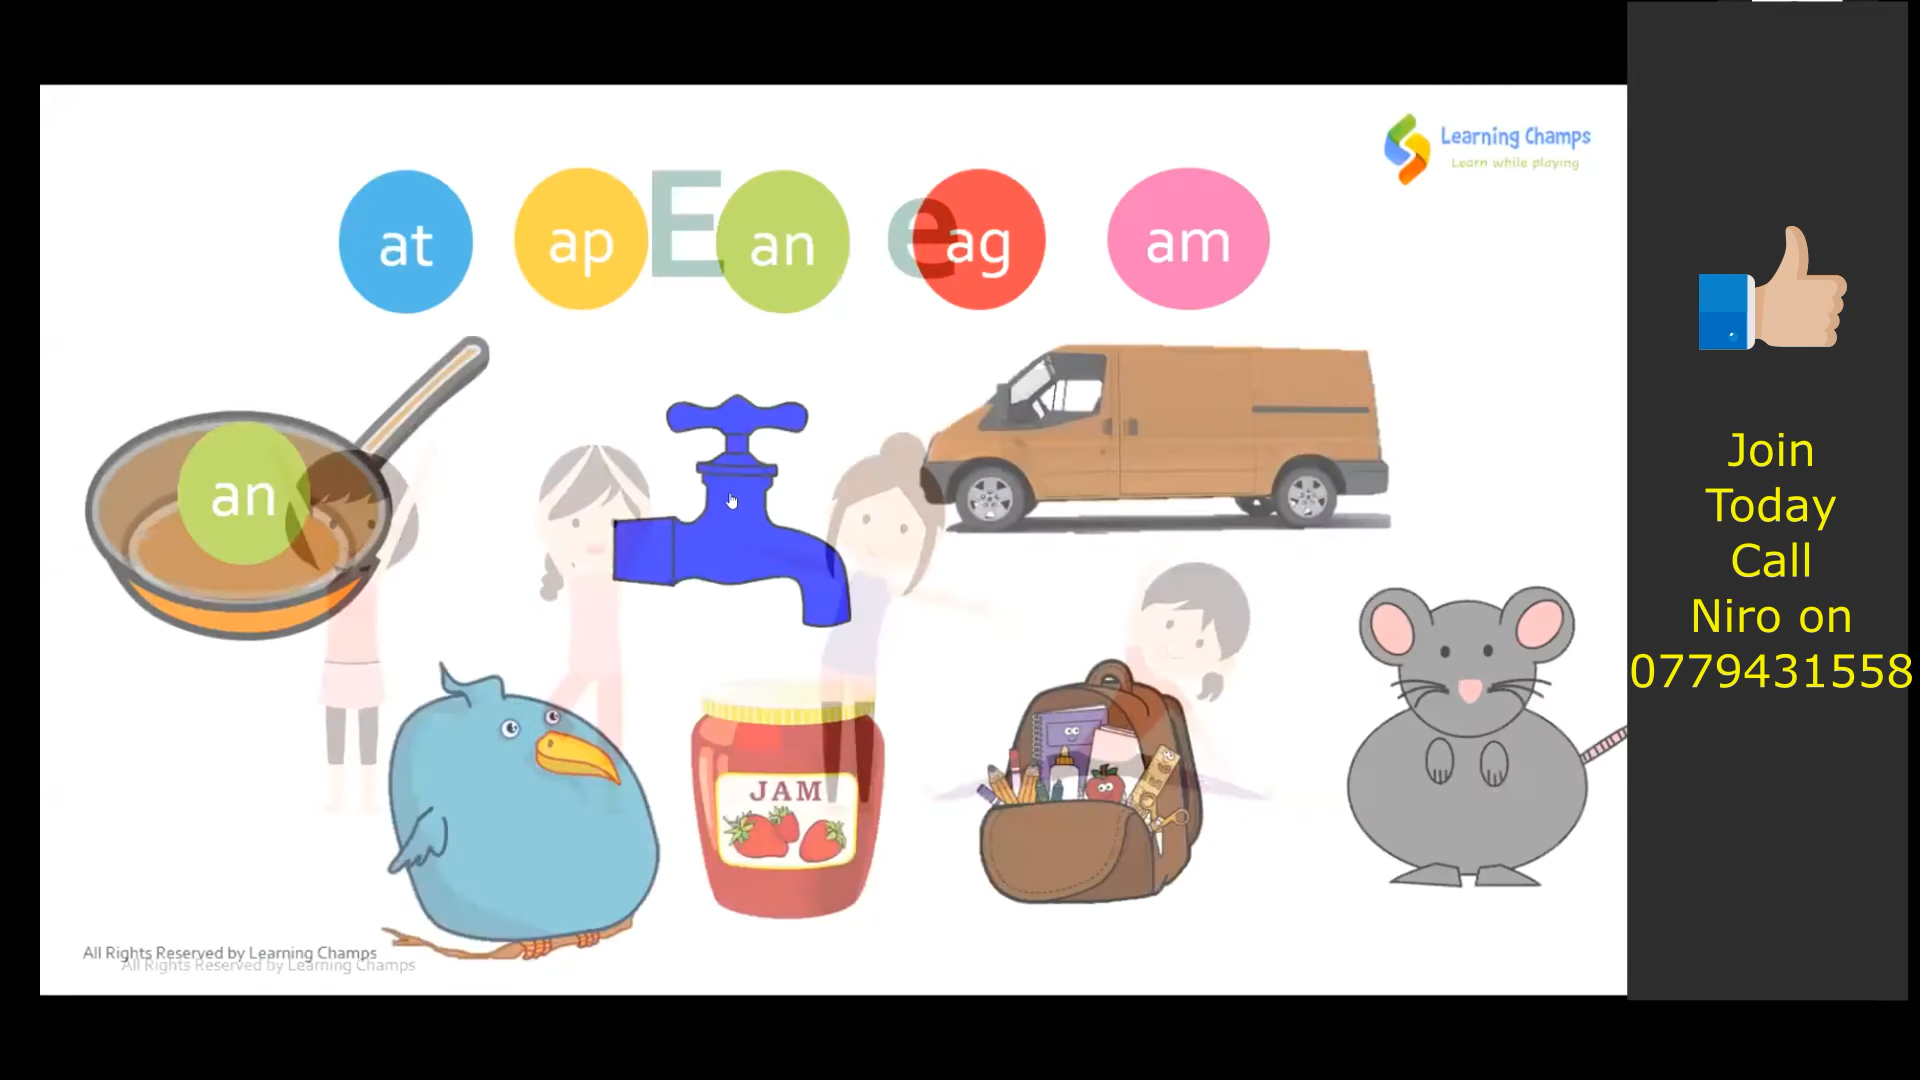 Learning Champs
Learn while playing
at ap E an e ag am
an
JAM
All Rights Reserved by Learning Champs
All Rights Reserved by Learning Champs
Join
Today
Call
Niro on
0779431558